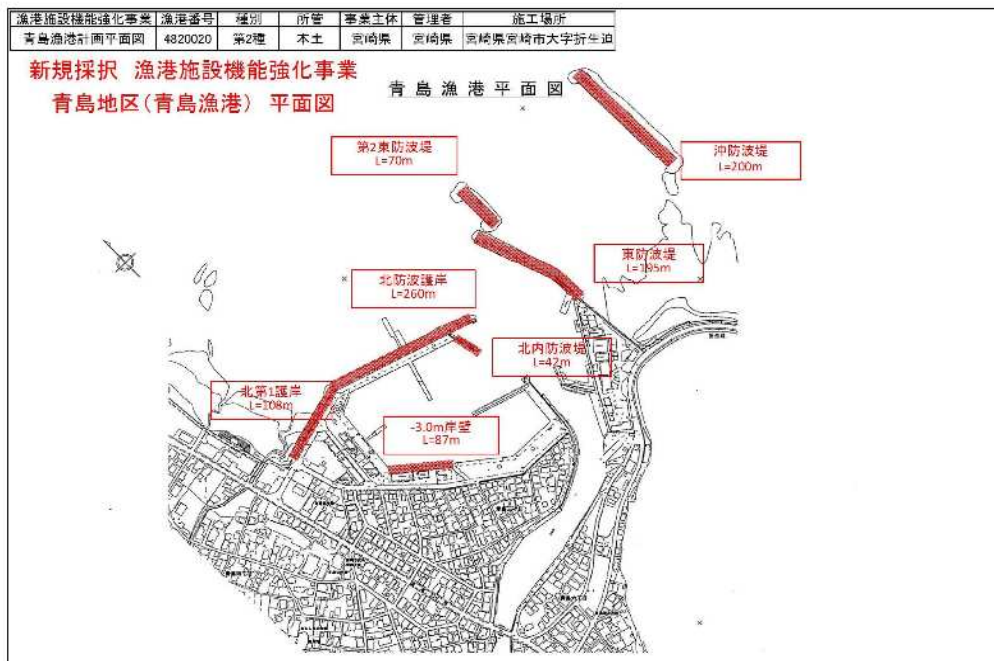 漁港施設機能強化事業 漁港番号 種別 所管 事業主体 管理者 施工場所
青島漁港計画平面図 4820020 第2種 本土 宮崎県 宮崎県 宮崎県宮崎市大字折生迫
新規採択 漁港施設機能強化事業
青島地区(青島漁港) 平面図
青島漁港平面図
第2東防波堤
L=70m
沖防波堤
L=200m
東防波堤
L=195m
北防波護岸
L=260m
北内防波堤
L=42m
北第1護岸
L=108m
-3.0m岸壁
L=87m